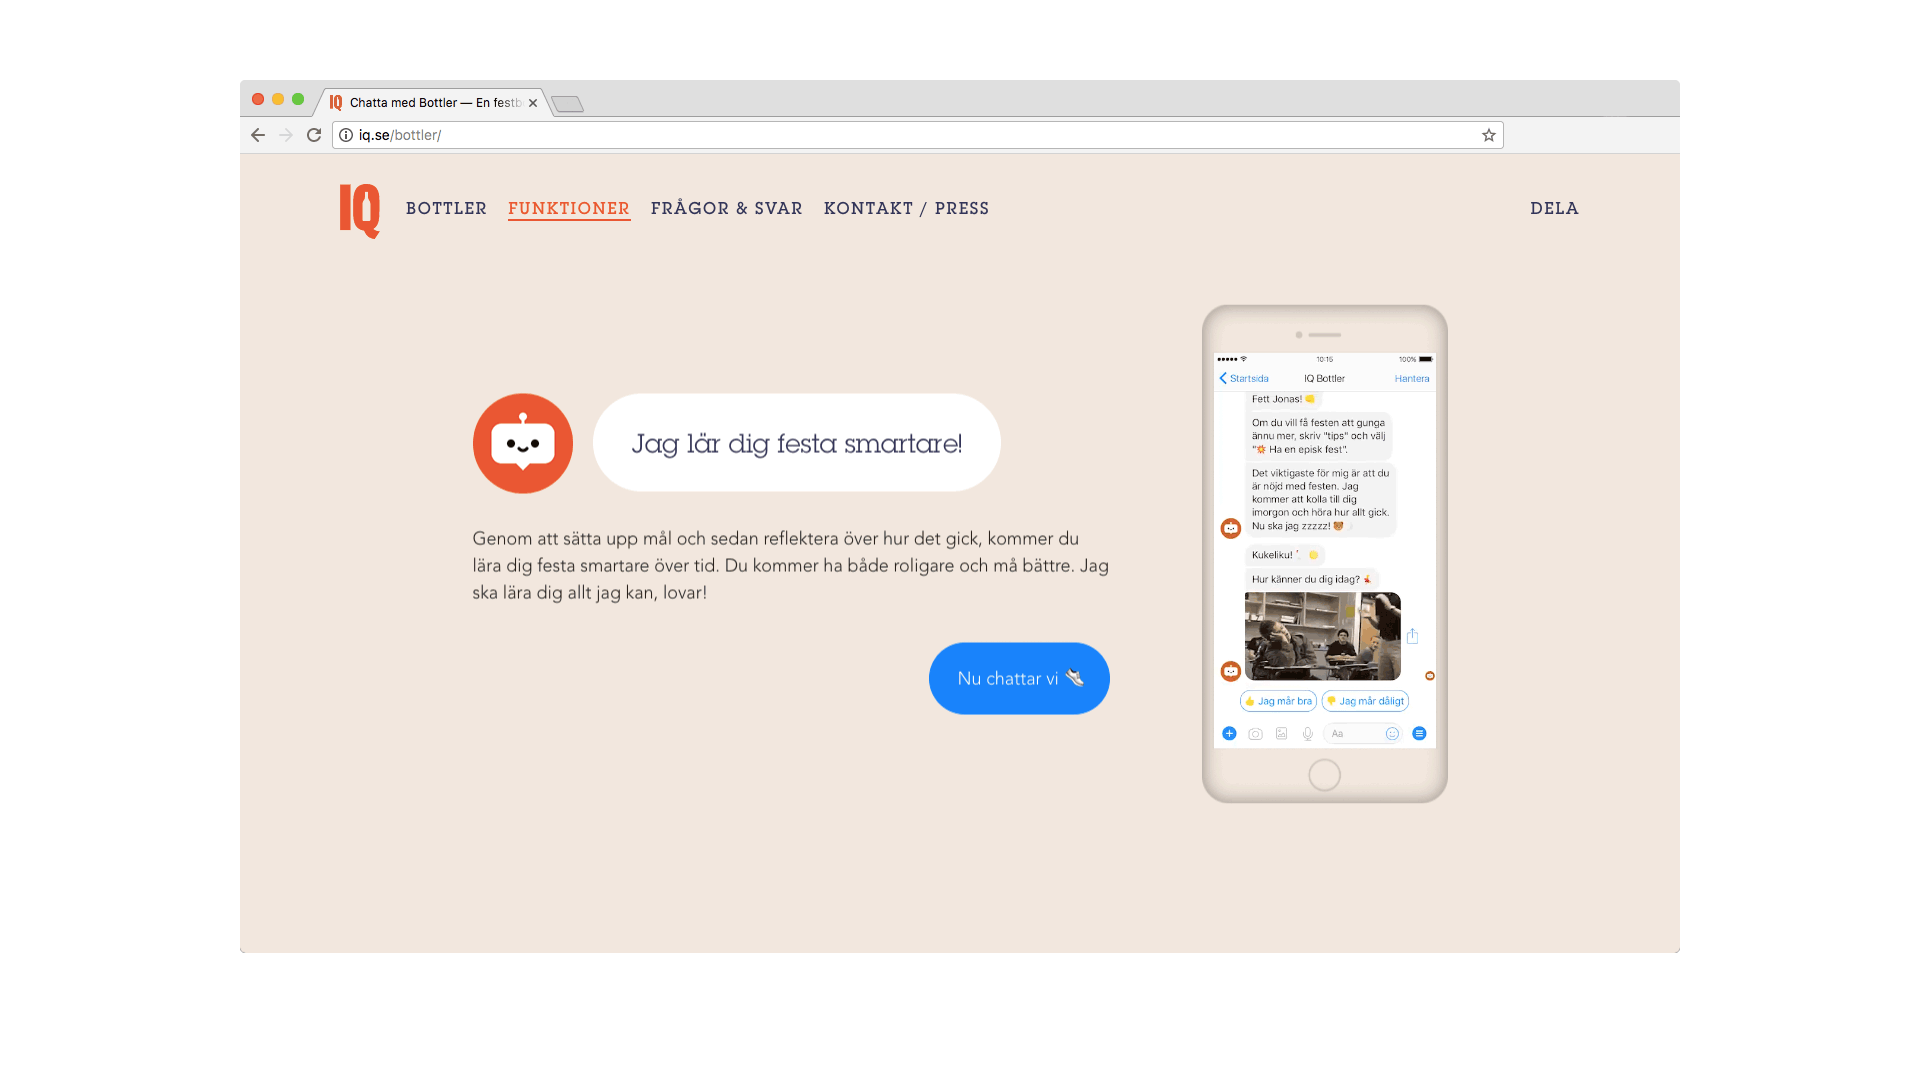 IQ Chatta med Bottler — En festb
iq.se/bottler/
IQ BOTTLER FUNKTIONER FRÅGOR & SVAR KONTAKT / PRESS DELA
Jag lär dig festa smartare!
Genom att sätta upp mål och sedan reflektera över hur det gick, kommer du
lära dig festa smartare över tid. Du kommer ha både roligare och må bättre. Jag
ska lära dig allt jag kan, lovar!
Nu chattar vi
10:15 100%
Startsida IQ Bottler Hantera
Fett Jonas!
Om du vill få festen att gunga
ännu mer, skriv "tips" och välj
"💥 Ha en episk fest".
Det viktigaste för mig är att du
är nöjd med festen. Jag
kommer att kolla till dig
imorgon och höra hur allt gick.
Nu ska jag zzzzz!
Kukeliku!
Hur känner du dig idag?
Jag mår bra
Jag mår dåligt
Aa